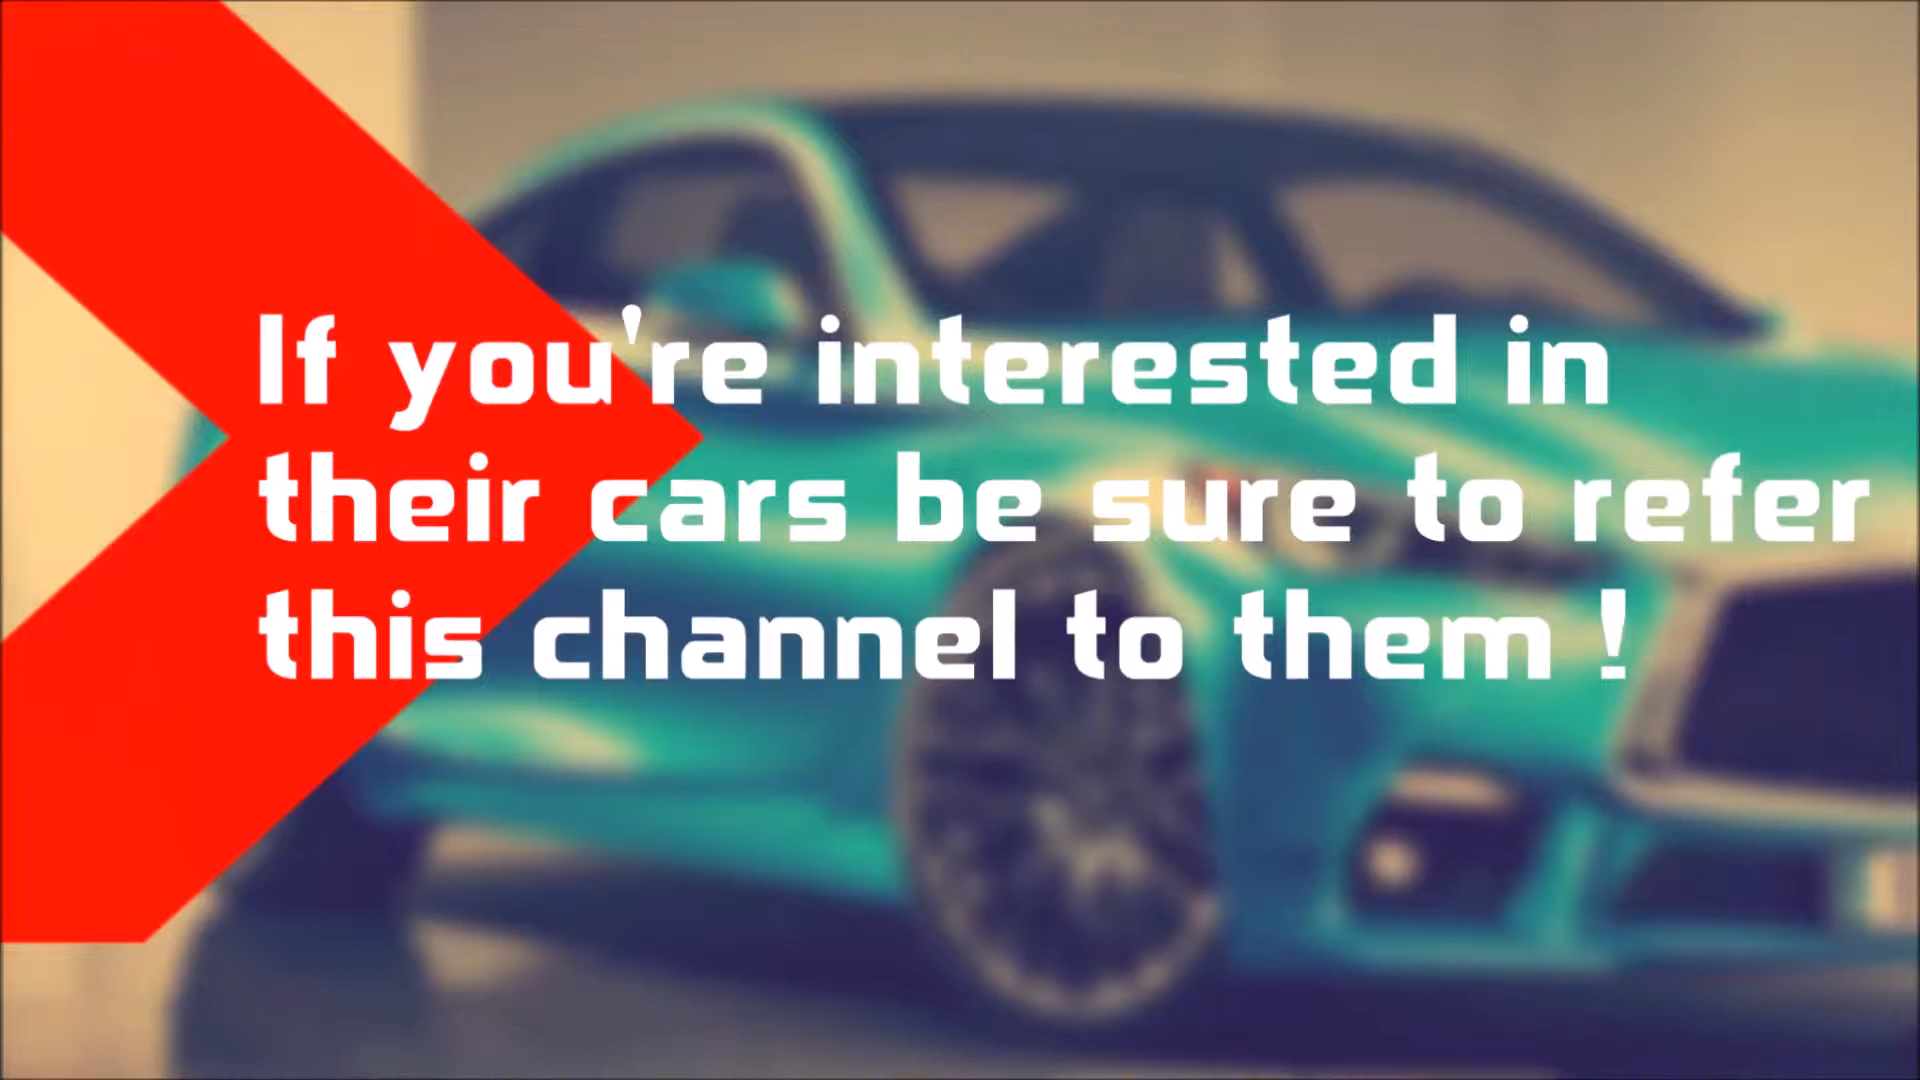 If you're interested in
their cars be sure to refer
this channel to them !